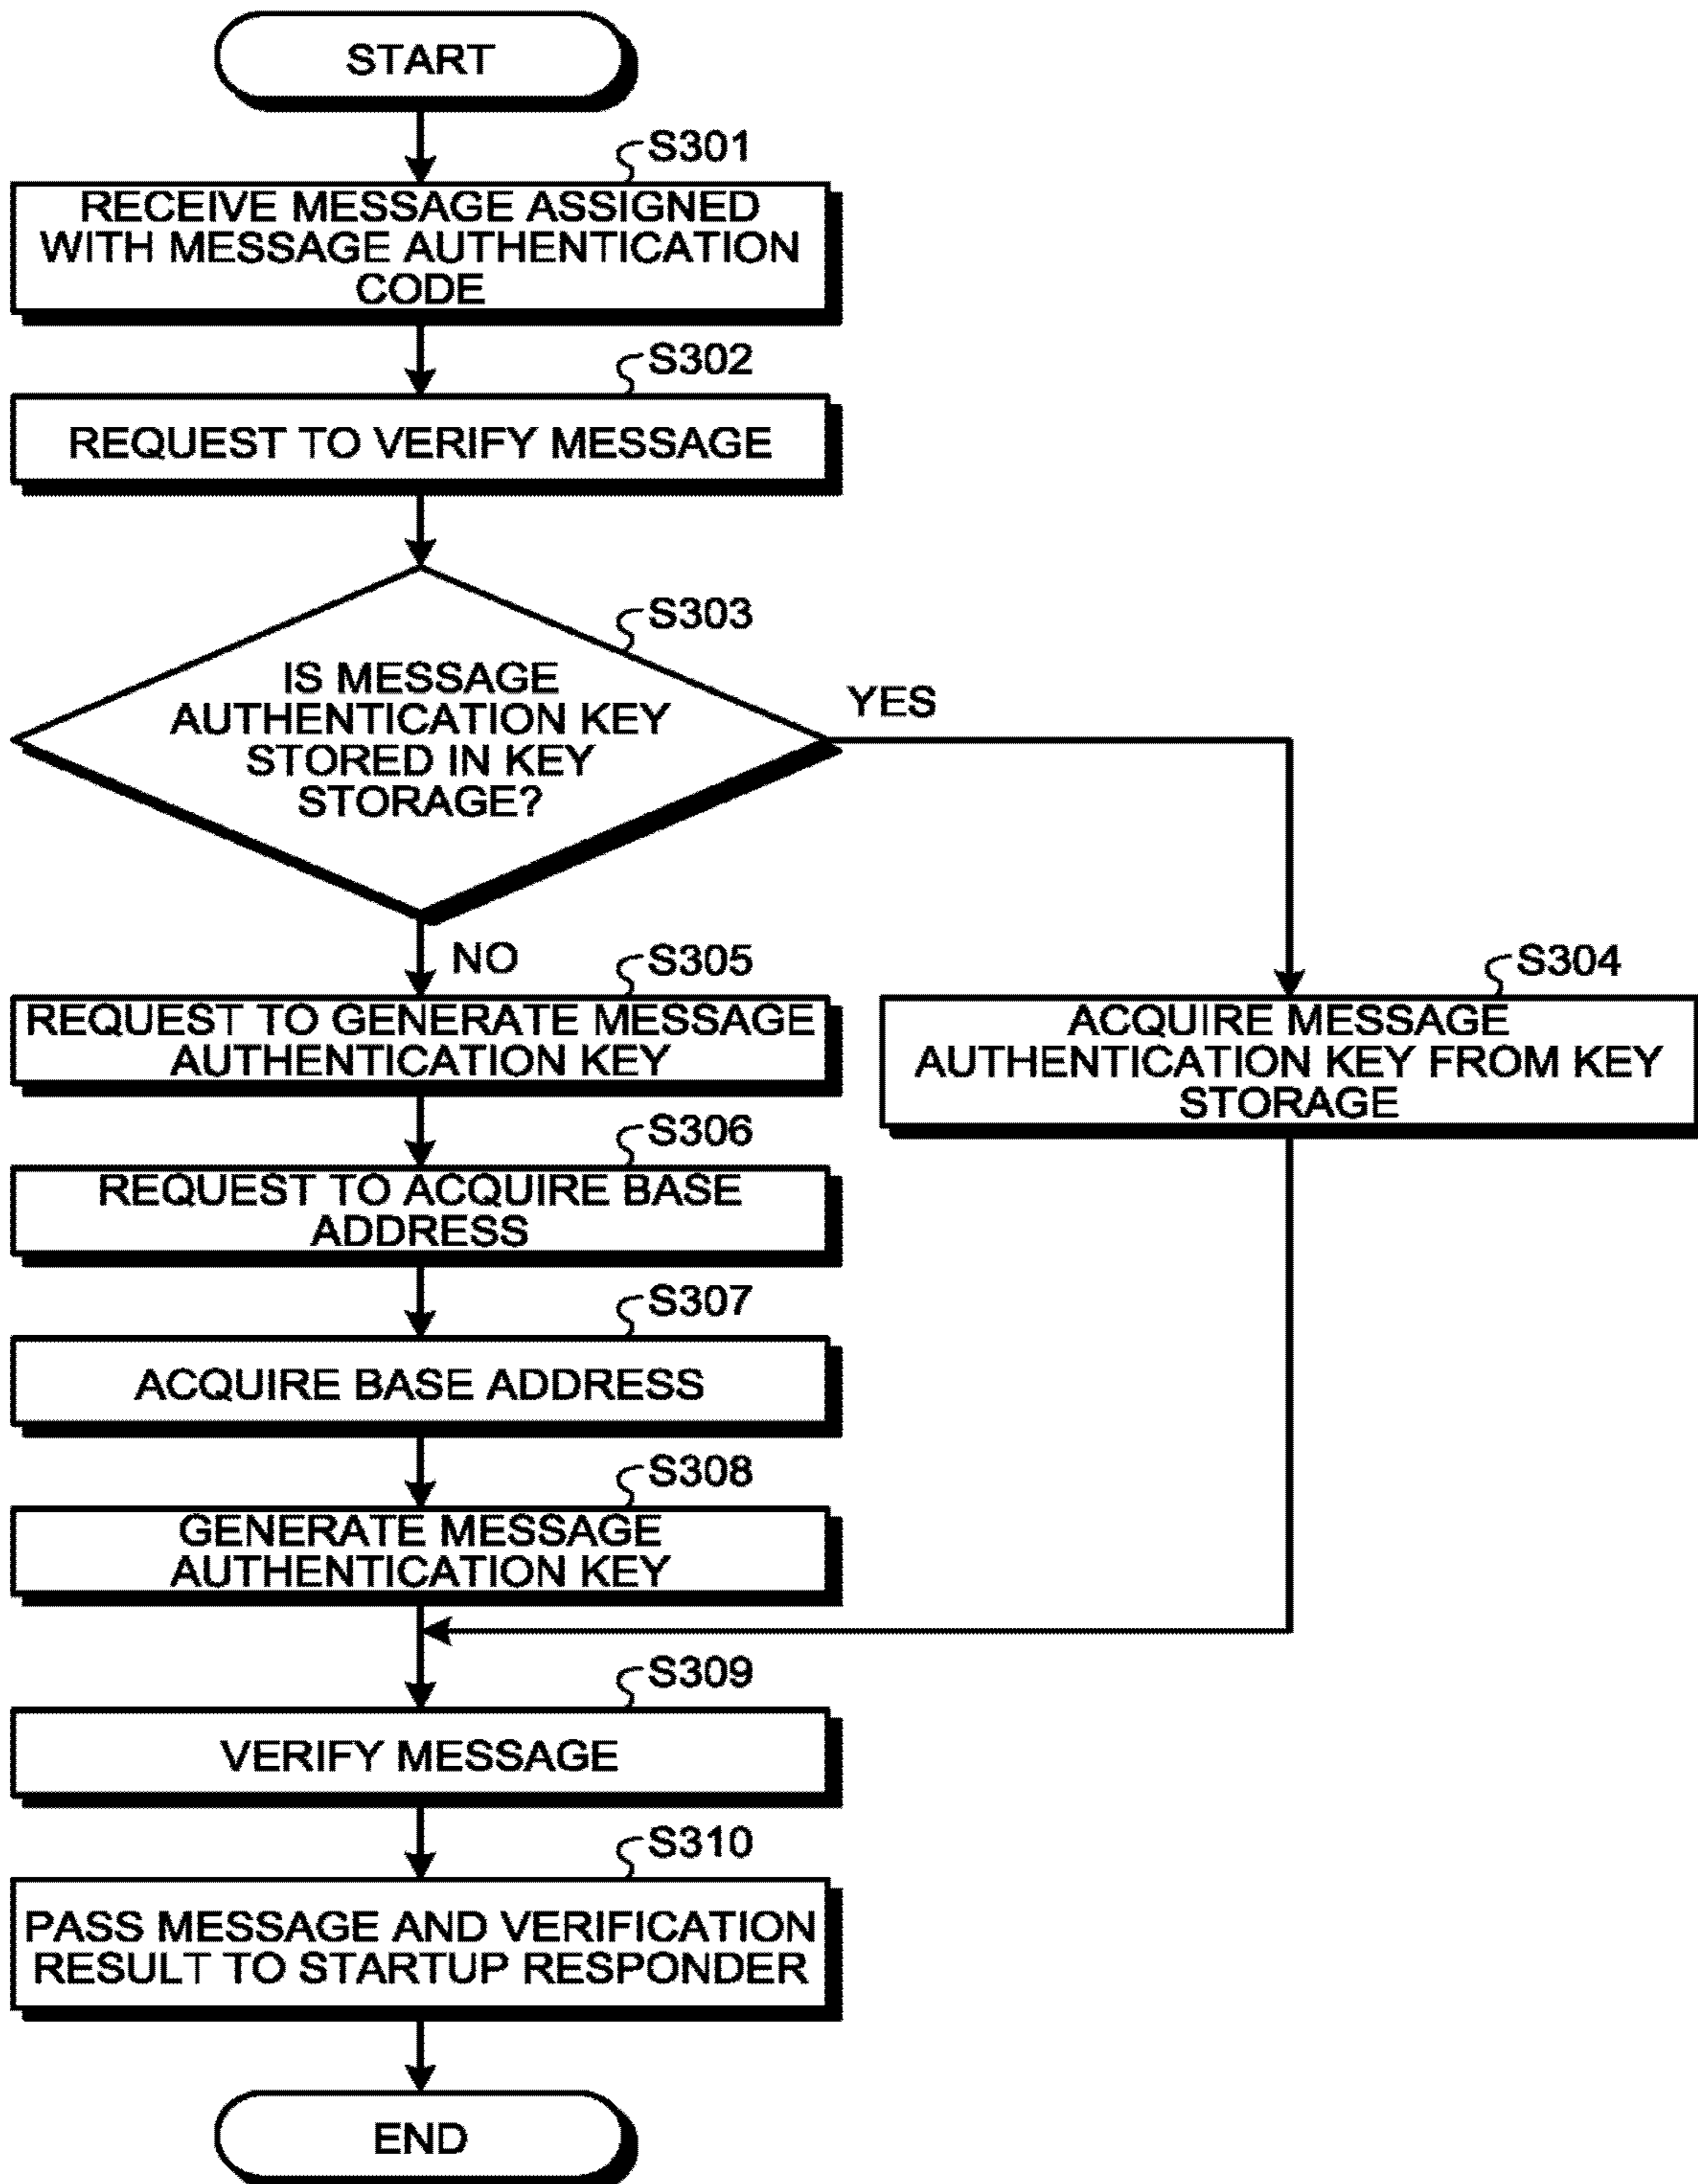 START
S301
RECEIVE MESSAGE ASSIGNED
WITH MESSAGE AUTHENTICATION
CODE
S302
REQUEST TO VERIFY MESSAGE
S303
IS MESSAGE
AUTHENTICATION KEY
STORED IN KEY
STORAGE?
YES
NO
S305
REQUEST TO GENERATE MESSAGE
AUTHENTICATION KEY
S304
ACQUIRE MESSAGE
AUTHENTICATION KEY FROM KEY
STORAGE
S306
REQUEST TO ACQUIRE BASE
ADDRESS
S307
ACQUIRE BASE ADDRESS
S308
GENERATE MESSAGE
AUTHENTICATION KEY
S309
VERIFY MESSAGE
S310
PASS MESSAGE AND VERIFICATION
RESULT TO STARTUP RESPONDER
END